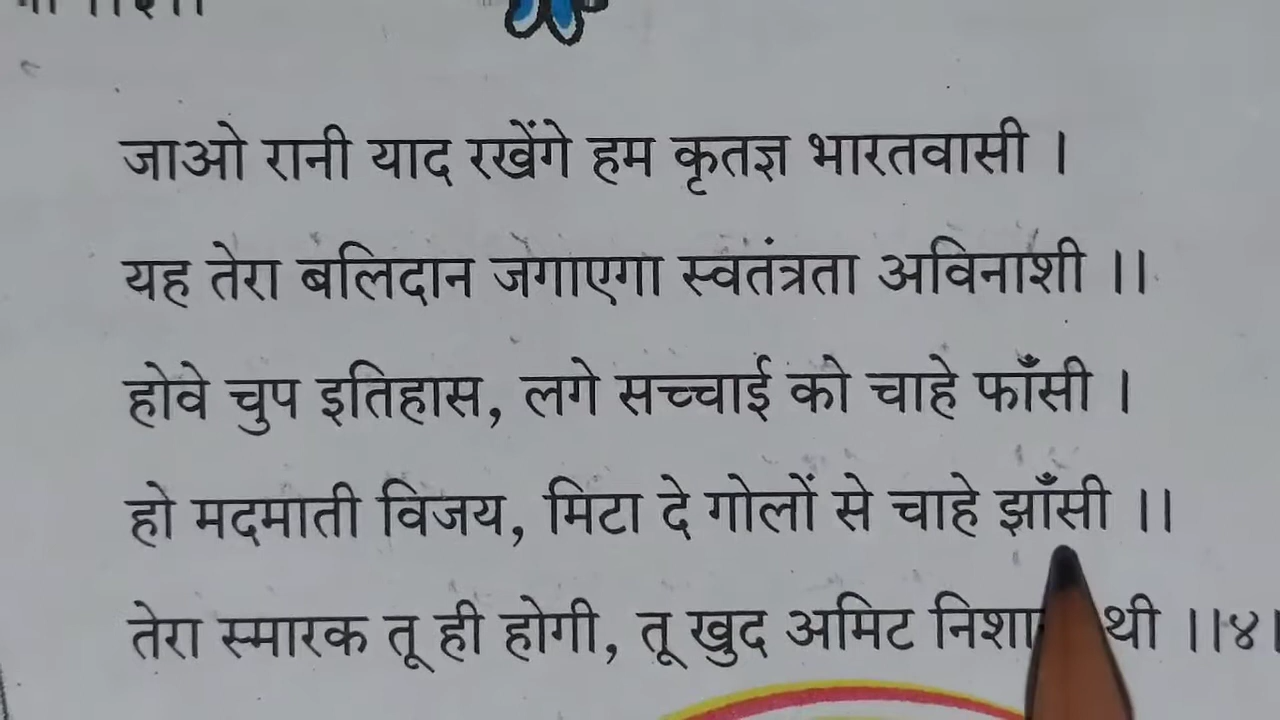 जाओ रानी याद रखेंगे हम कृतज्ञ भारतवासी ।
यह तेरा बलिदान जगाएगा स्वतंत्रता अविनाशी ।।
होवे चुप इतिहास, लगे सच्चाई को चाहे फाँसी ।
हो मदमाती विजय, मिटा दे गोलों से चाहे झाँसी ।।
तेरा स्मारक तू ही होगी, तू खुद अमिट थी ।।४